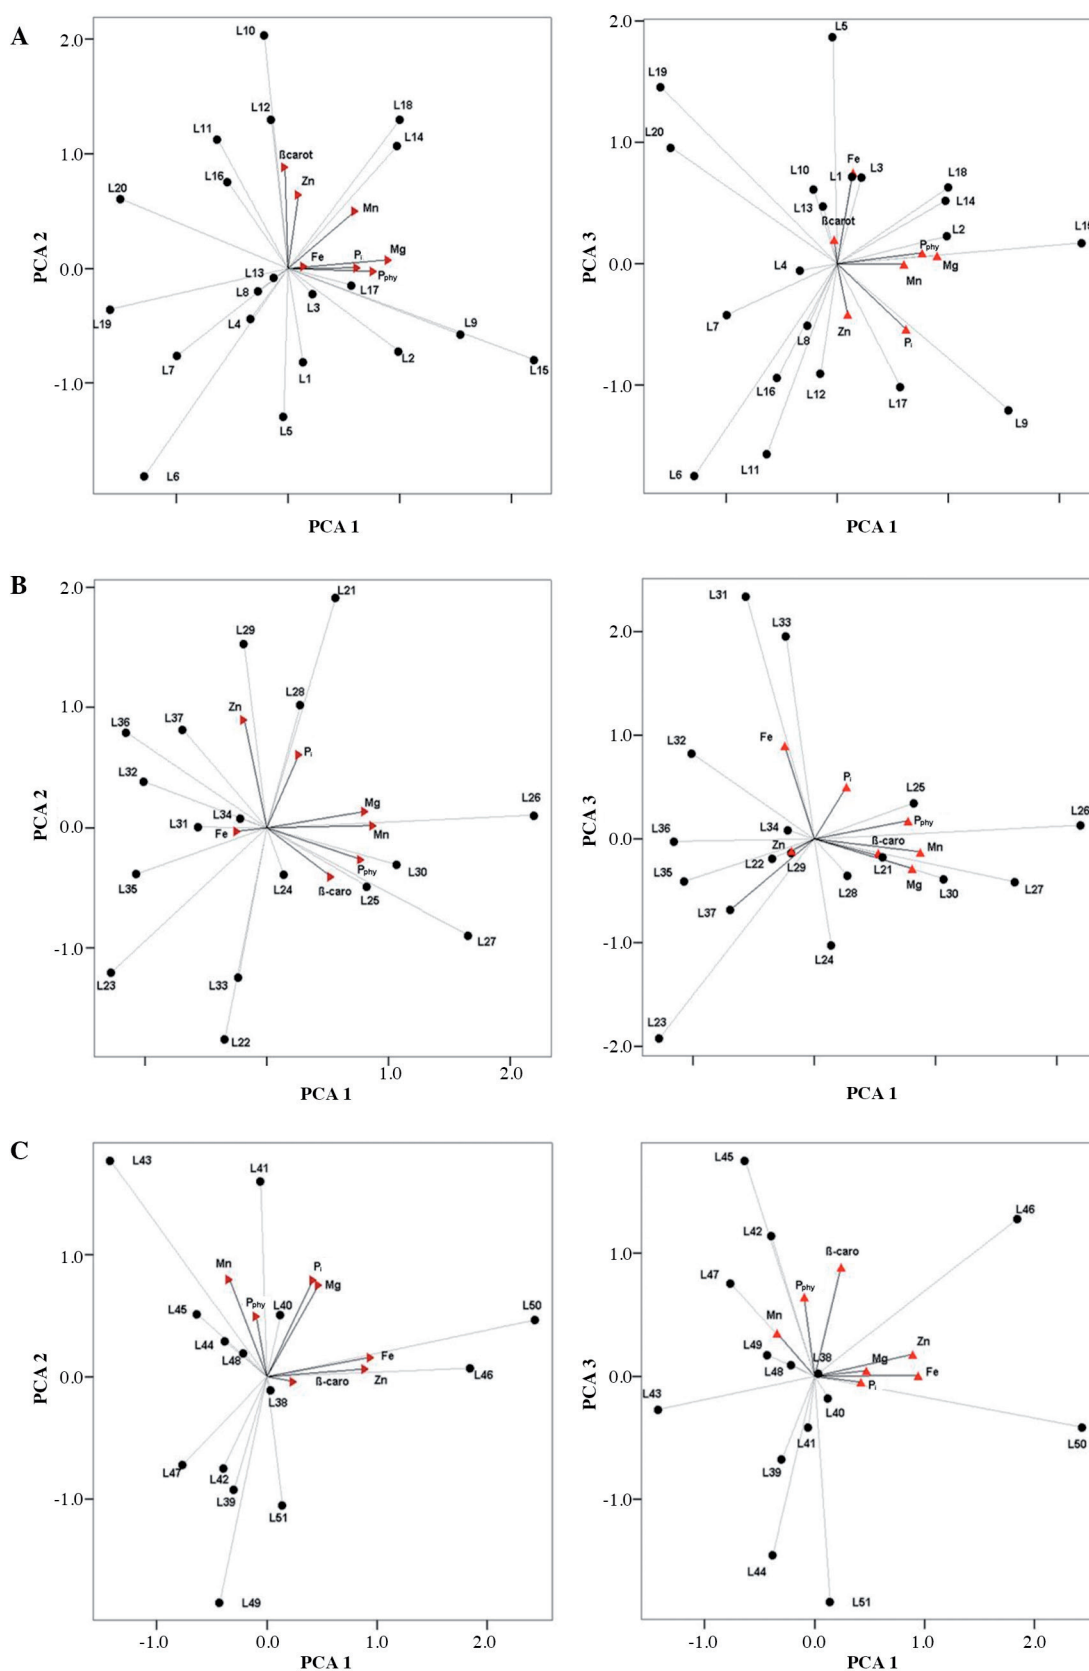 A
2.0
1.0
0.0
-1.0
PCA 2
L10
L12
L11
L18
L14
ßcarot
L16
Zn
L20
Mn
Mg
Fe
Pi
Pphy
L13
L17
L8
L3
L19
L4
L9
L7
L2
L1
L15
L5
L6
PCA 1
2.0
1.0
0.0
-1.0
PCA 3
L5
L19
L20
Fe
L10
L1
L3
L18
L13
L14
ßcarot
L2
L15
Pphy
L4
Mg
Mn
L7
Zn
Pi
L8
L16
L12
L17
L9
L6
L11
PCA 1
B
2.0
1.0
0.0
-1.0
PCA 2
L21
L29
L28
Zn
L36
L37
Pi
L32
L26
Mg
L34
L31
Fe
Mn
L30
Pphy
L35
L24
ß-caro
L25
L27
L23
L33
L22
1.0
2.0
PCA 1
2.0
1.0
0.0
-1.0
-2.0
PCA 3
L31
L33
Fe
L32
Pi
L25
L26
Pphy
L36
L34
Zn
ß-caro
Mn
L22
L29
L21
L35
Mg
L30
L27
L28
L37
L24
L23
PCA 1
C
1.0
0.0
-1.0
PCA 2
L43
L41
Mn
Pi
Mg
L45
Pphy
L40
L50
L44
L48
Fe
ß-caro
Zn
L46
L38
L47
L42
L39
L51
L49
-1.0
0.0
1.0
2.0
PCA 1
1.0
0.0
-1.0
PCA 3
L45
L46
L42
ß-caro
L47
Pphy
Mn
Zn
L49
L38
Mg
L48
Fe
Pi
L43
L40
L41
L50
L39
L44
L51
-1.0
0.0
1.0
2.0
PCA 1